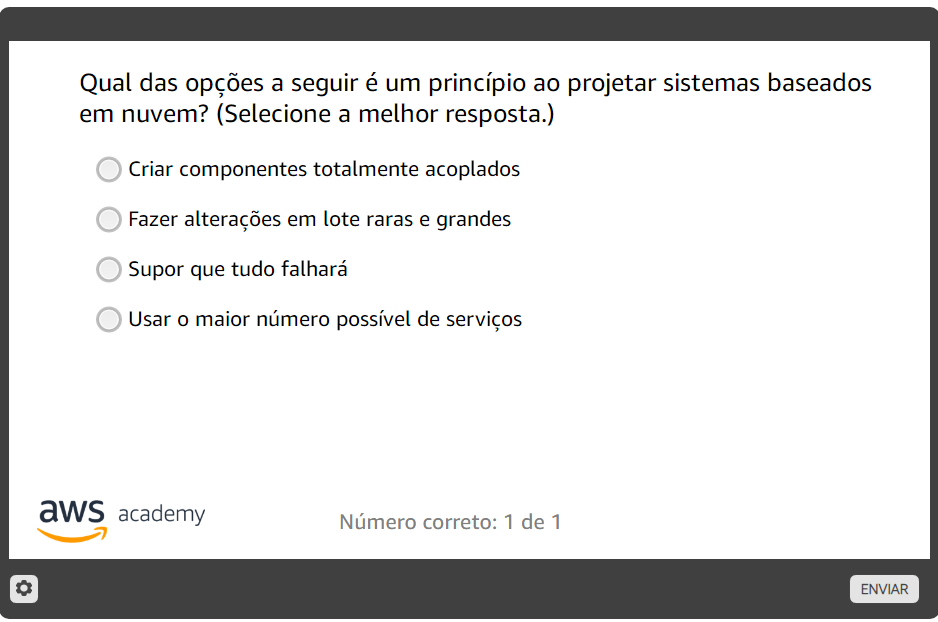 Qual das opções a seguir é um princípio ao projetar sistemas baseados
em nuvem? (Selecione a melhor resposta.)
Criar componentes totalmente acoplados
Fazer alterações em lote raras e grandes
Supor que tudo falhará
Usar o maior número possível de serviços
aws academy
Número correto: 1 de 1
ENVIAR